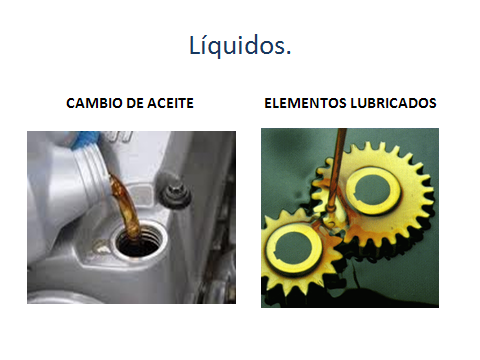 Líquidos.
CAMBIO DE ACEITE
ELEMENTOS LUBRICADOS